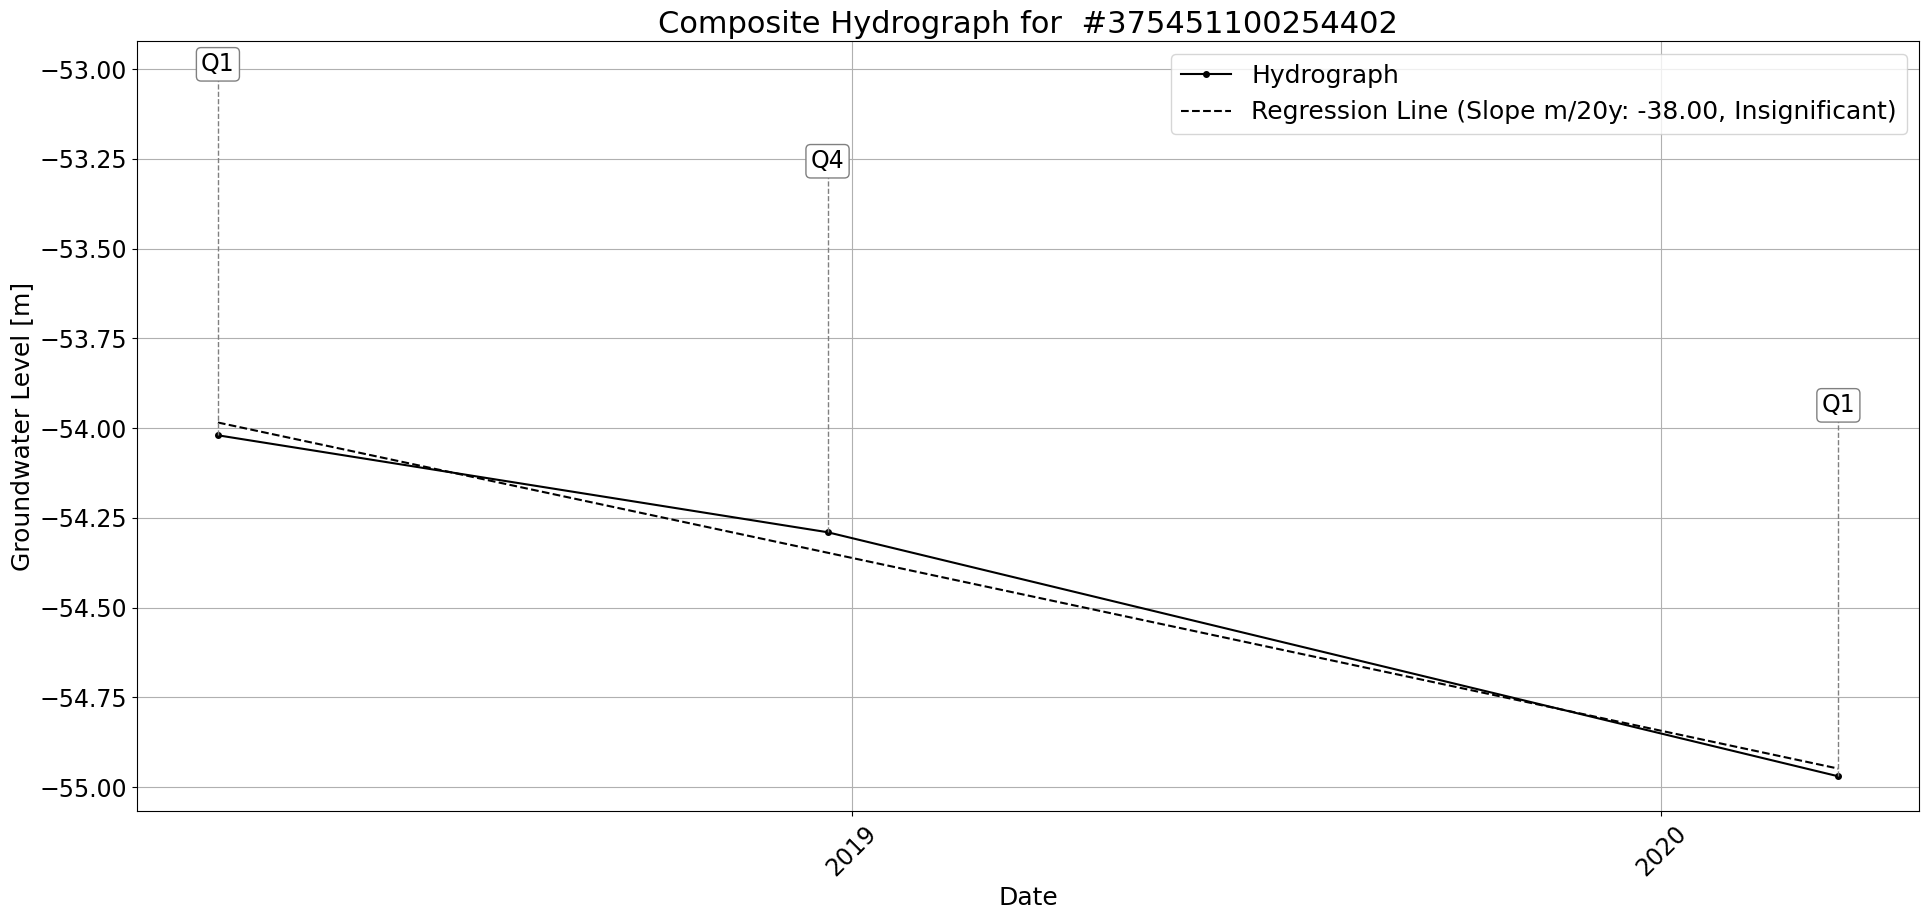 Composite Hydrograph for  #375451100254402
Q1
Q4
Q1
Hydrograph
Regression Line (Slope m/20y: -38.00, Insignificant)
−53.00
−53.25
−53.50
−53.75
−54.00
−54.25
−54.50
−54.75
−55.00
Groundwater Level [m]
2019
2020
Date